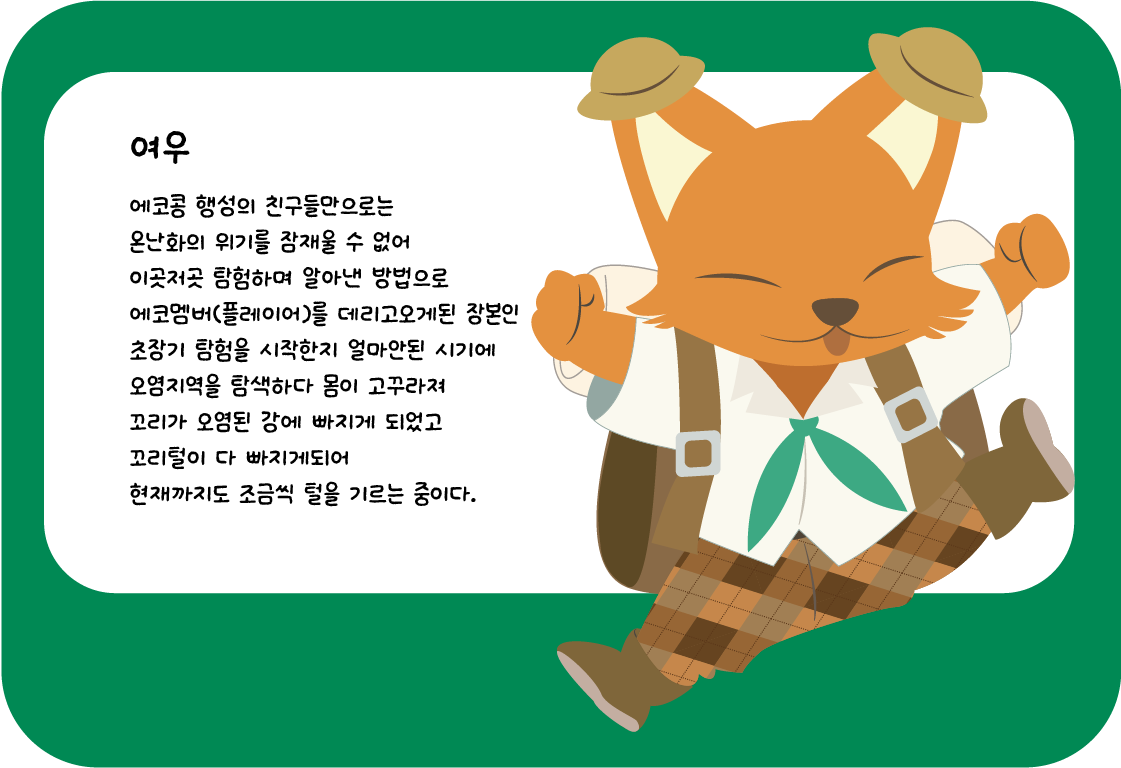 여우
에코콩 행성의 친구들만으로는
온난화의 위기를 잠재울 수 없어
이곳저곳 탐험하며 알아낸 방법으로
에코멤버(플레이어)를 데리고오게된 장본인
초장기 탐험을 시작한지 얼마안된 시기에
오염지역을 탐색하다 몸이 고꾸라져
꼬리가 오염된 강에 빠지게 되었고
꼬리털이 다 빠지게되어
현재까지도 조금씩 털을 기르는 중이다.